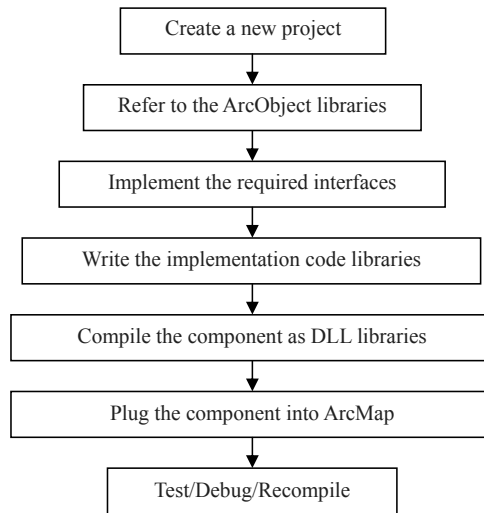 Create a new project
Refer to the ArcObject libraries
Implement the required interfaces
Write the implementation code libraries
Compile the component as DLL libraries
Plug the component into ArcMap
Test/Debug/Recompile